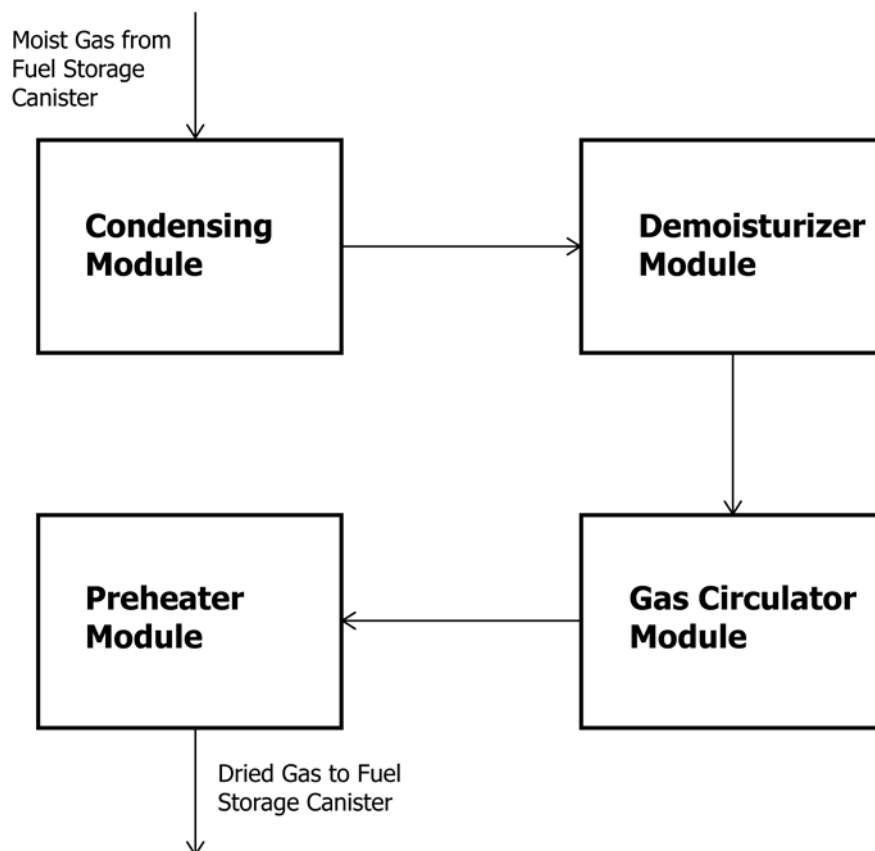 Moist Gas from
Fuel Storage
Canister
Condensing
Module
Demoisturizer
Module
Preheater
Module
Gas Circulator
Module
Dried Gas to Fuel
Storage Canister